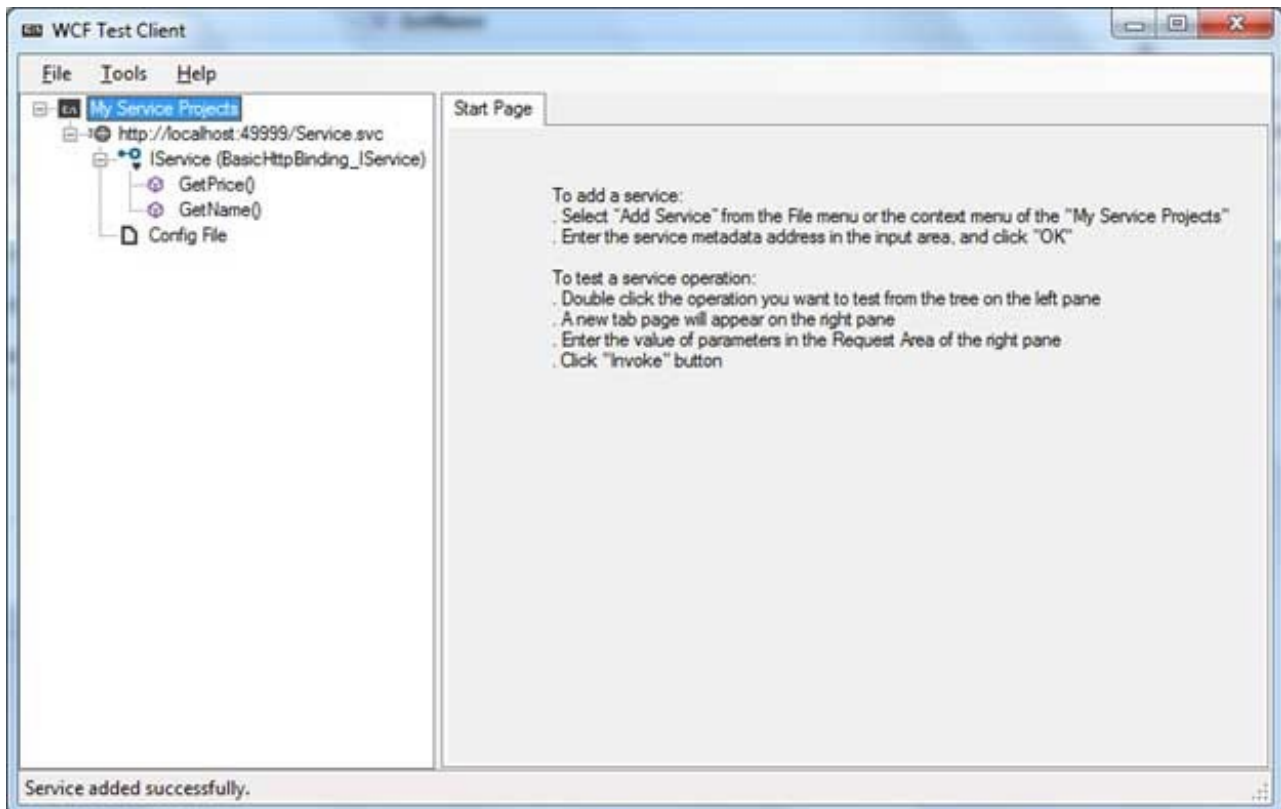 WCF Test Client
File Tools Help
My Service Projects
http://localhost:49999/Service.svc
IService (BasicHttpBinding_IService)
GetPrice()
GetName()
Config File
Start Page
To add a service:
. Select "Add Service" from the File menu or the context menu of the "My Service Projects"
. Enter the service metadata address in the input area, and click "OK"
To test a service operation:
. Double click the operation you want to test from the tree on the left pane
. A new tab page will appear on the right pane
. Enter the value of parameters in the Request Area of the right pane
. Click "Invoke" button
Service added successfully.